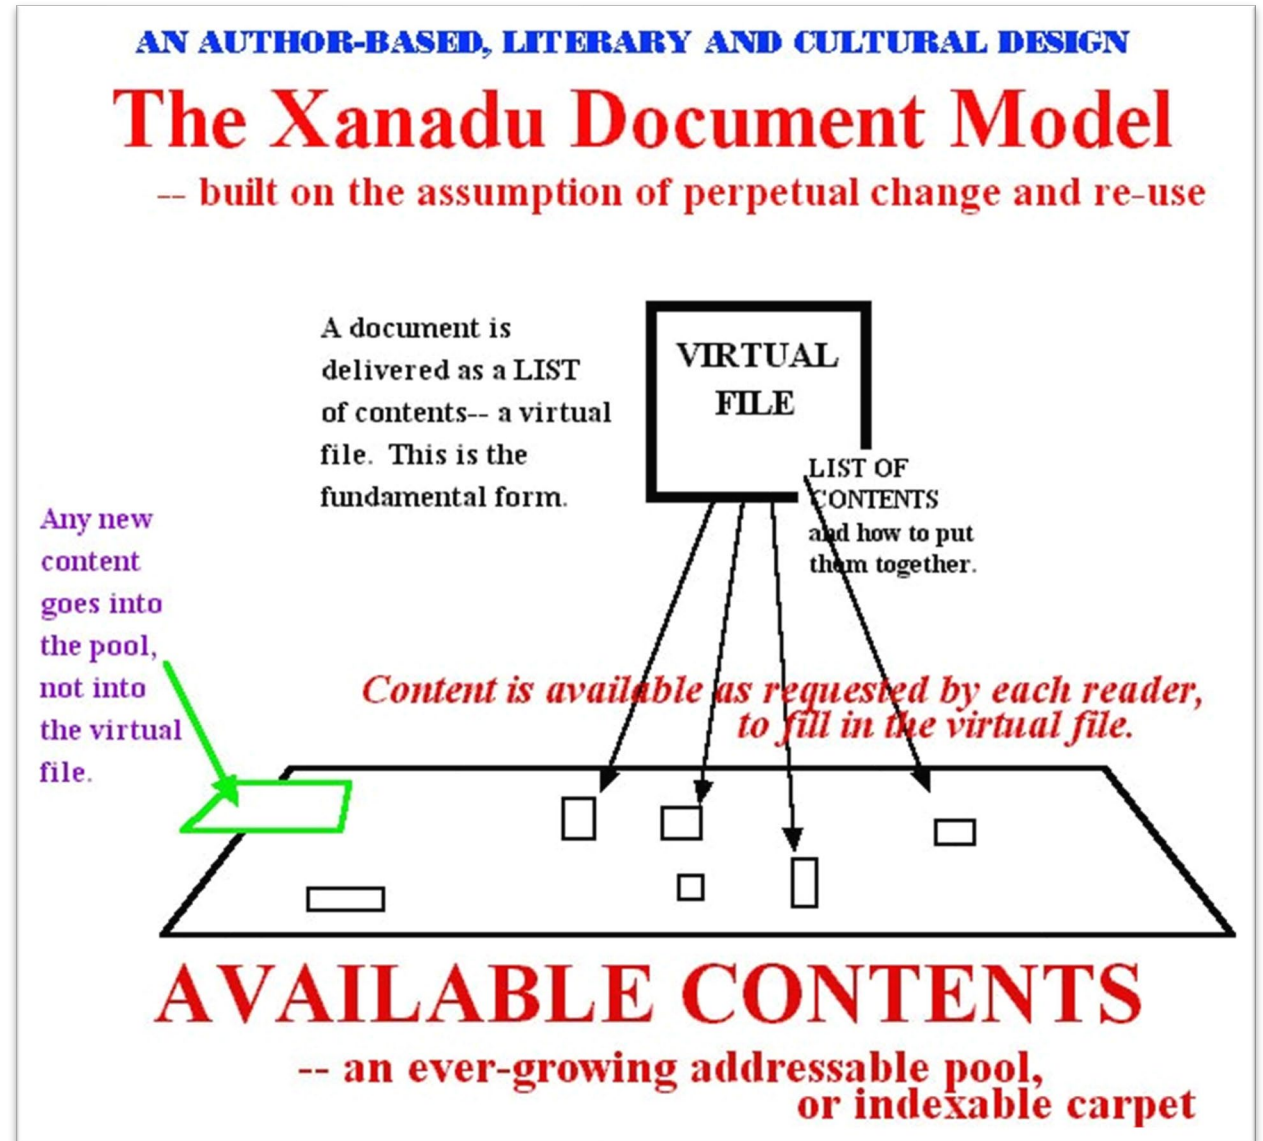 AN AUTHOR-BASED, LITERARY AND CULTURAL DESIGN
The Xanadu Document Model
-- built on the assumption of perpetual change and re-use
A document is
delivered as a LIST
of contents-- a virtual
file. This is the
fundamental form.
VIRTUAL
FILE
LIST OF
CONTENTS
and how to put
them together.
Any new
content
goes into
the pool,
not into
the virtual
file.
Content is available as requested by each reader,
to fill in the virtual file.
AVAILABLE CONTENTS
-- an ever-growing addressable pool,
or indexable carpet